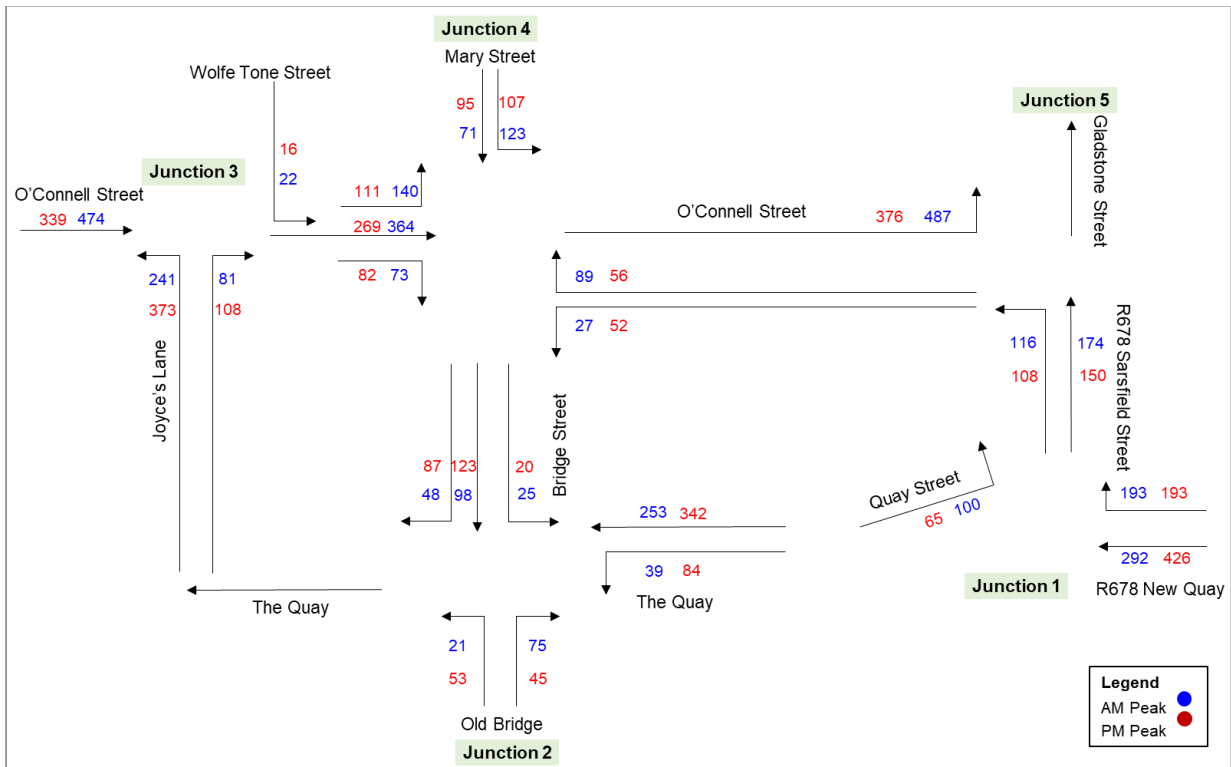 Junction 4
Mary Street
Wolfe Tone Street
95 107
71 123
Junction 5
Gladstone Street
16
22
Junction 3
O'Connell Street
339 474
111 140
269 364
82 73
O'Connell Street
376 487
241 81
373 108
Joyce's Lane
89 56
27 52
116 174
108 150
R678 Sarsfield Street
Bridge Street
87 123 20
48 98 25
Quay Street
65 100
253 342
39 84
The Quay
193 193
292 426
R678 New Quay
Junction 1
The Quay
21 75
53 45
Old Bridge
Junction 2
Legend
AM Peak
PM Peak